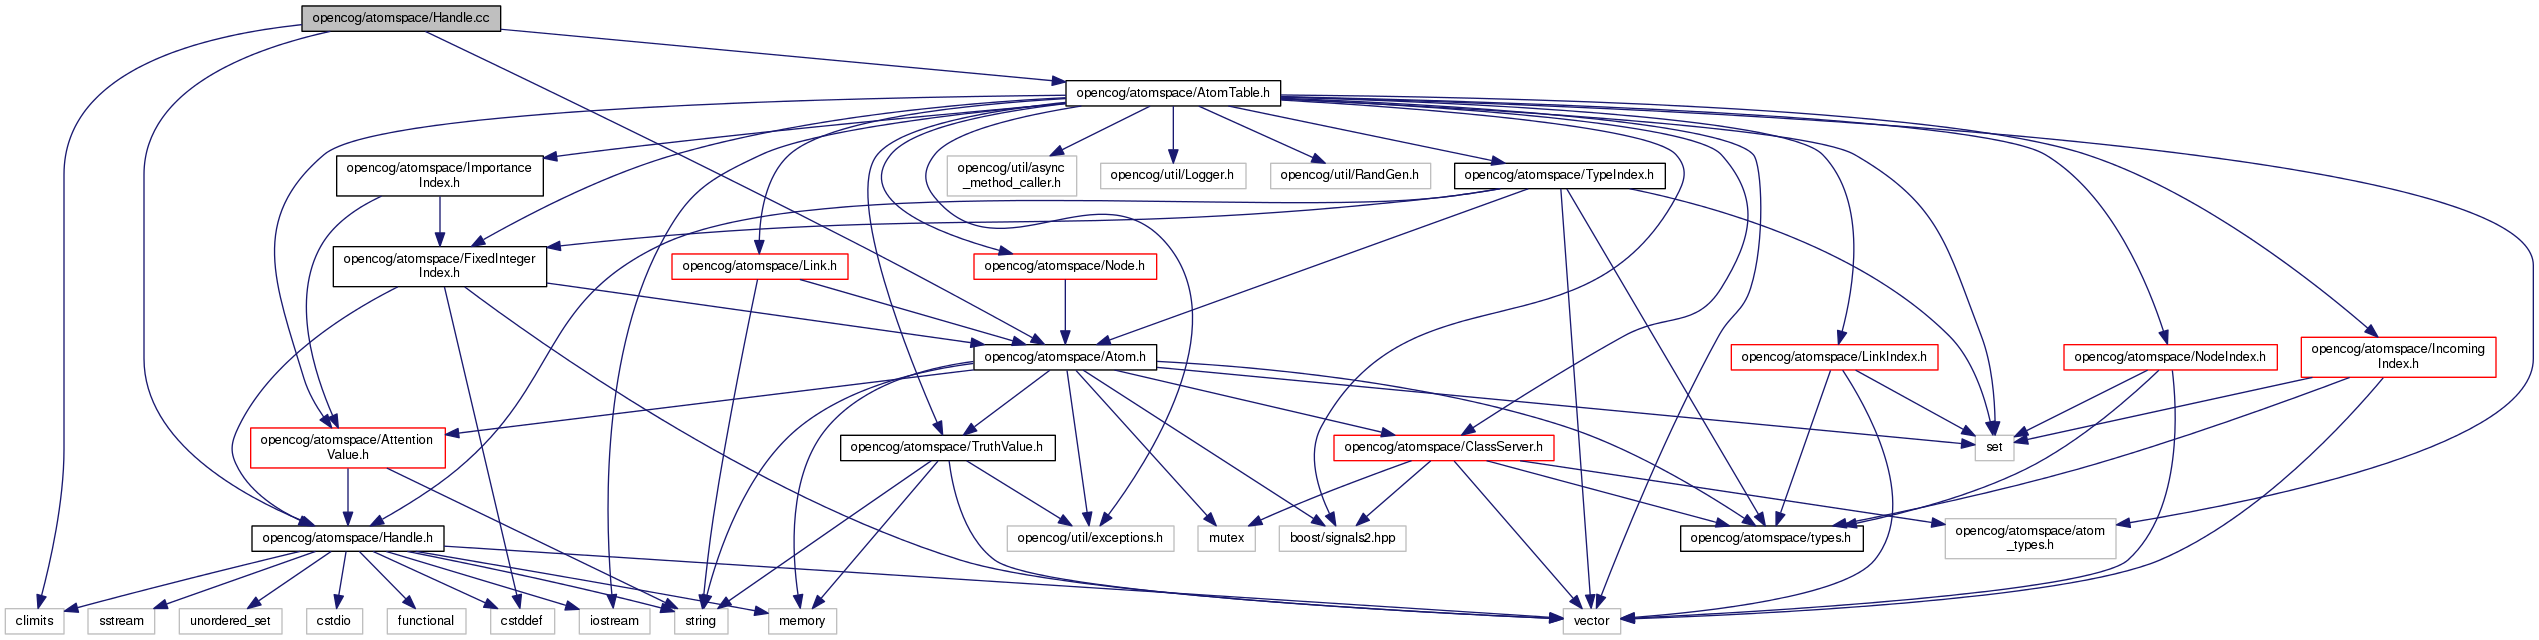 opencog/atomspace/Handle.cc
opencog/atomspace/AtomTable.h
opencog/atomspace/Importance
Index.h
opencog/util/async
_method_caller.h
opencog/util/Logger.h
opencog/util/RandGen.h
opencog/atomspace/TypeIndex.h
opencog/atomspace/FixedInteger
Index.h
opencog/atomspace/Link.h
opencog/atomspace/Node.h
opencog/atomspace/Atom.h
opencog/atomspace/LinkIndex.h
opencog/atomspace/NodeIndex.h
opencog/atomspace/Incoming
Index.h
opencog/atomspace/Attention
Value.h
opencog/atomspace/TruthValue.h
opencog/atomspace/ClassServer.h
set
opencog/atomspace/Handle.h
opencog/util/exceptions.h
mutex
boost/signals2.hpp
opencog/atomspace/types.h
opencog/atomspace/atom
_types.h
climits
sstream
unordered_set
cstdio
functional
cstddef
iostream
string
memory
vector